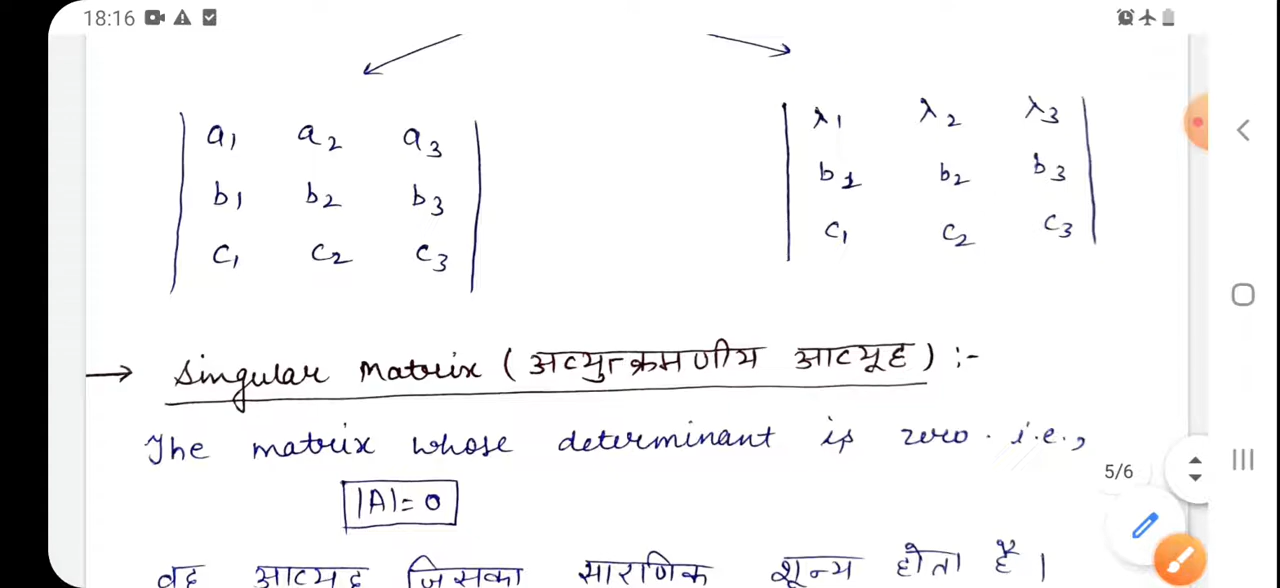 18:16
a1 a2 a3
b1 b2 b3
c1 c2 c3
λ1 λ2 λ3
b1 b2 b3
c1 c2 c3
→ Singular Matrix (अव्युत्क्रमणीय आव्यूह) :-
The matrix whose determinant is zero. i.e.,
|A|= 0
वह आव्यूह जिसका सारणिक शून्य होता है।
5/6